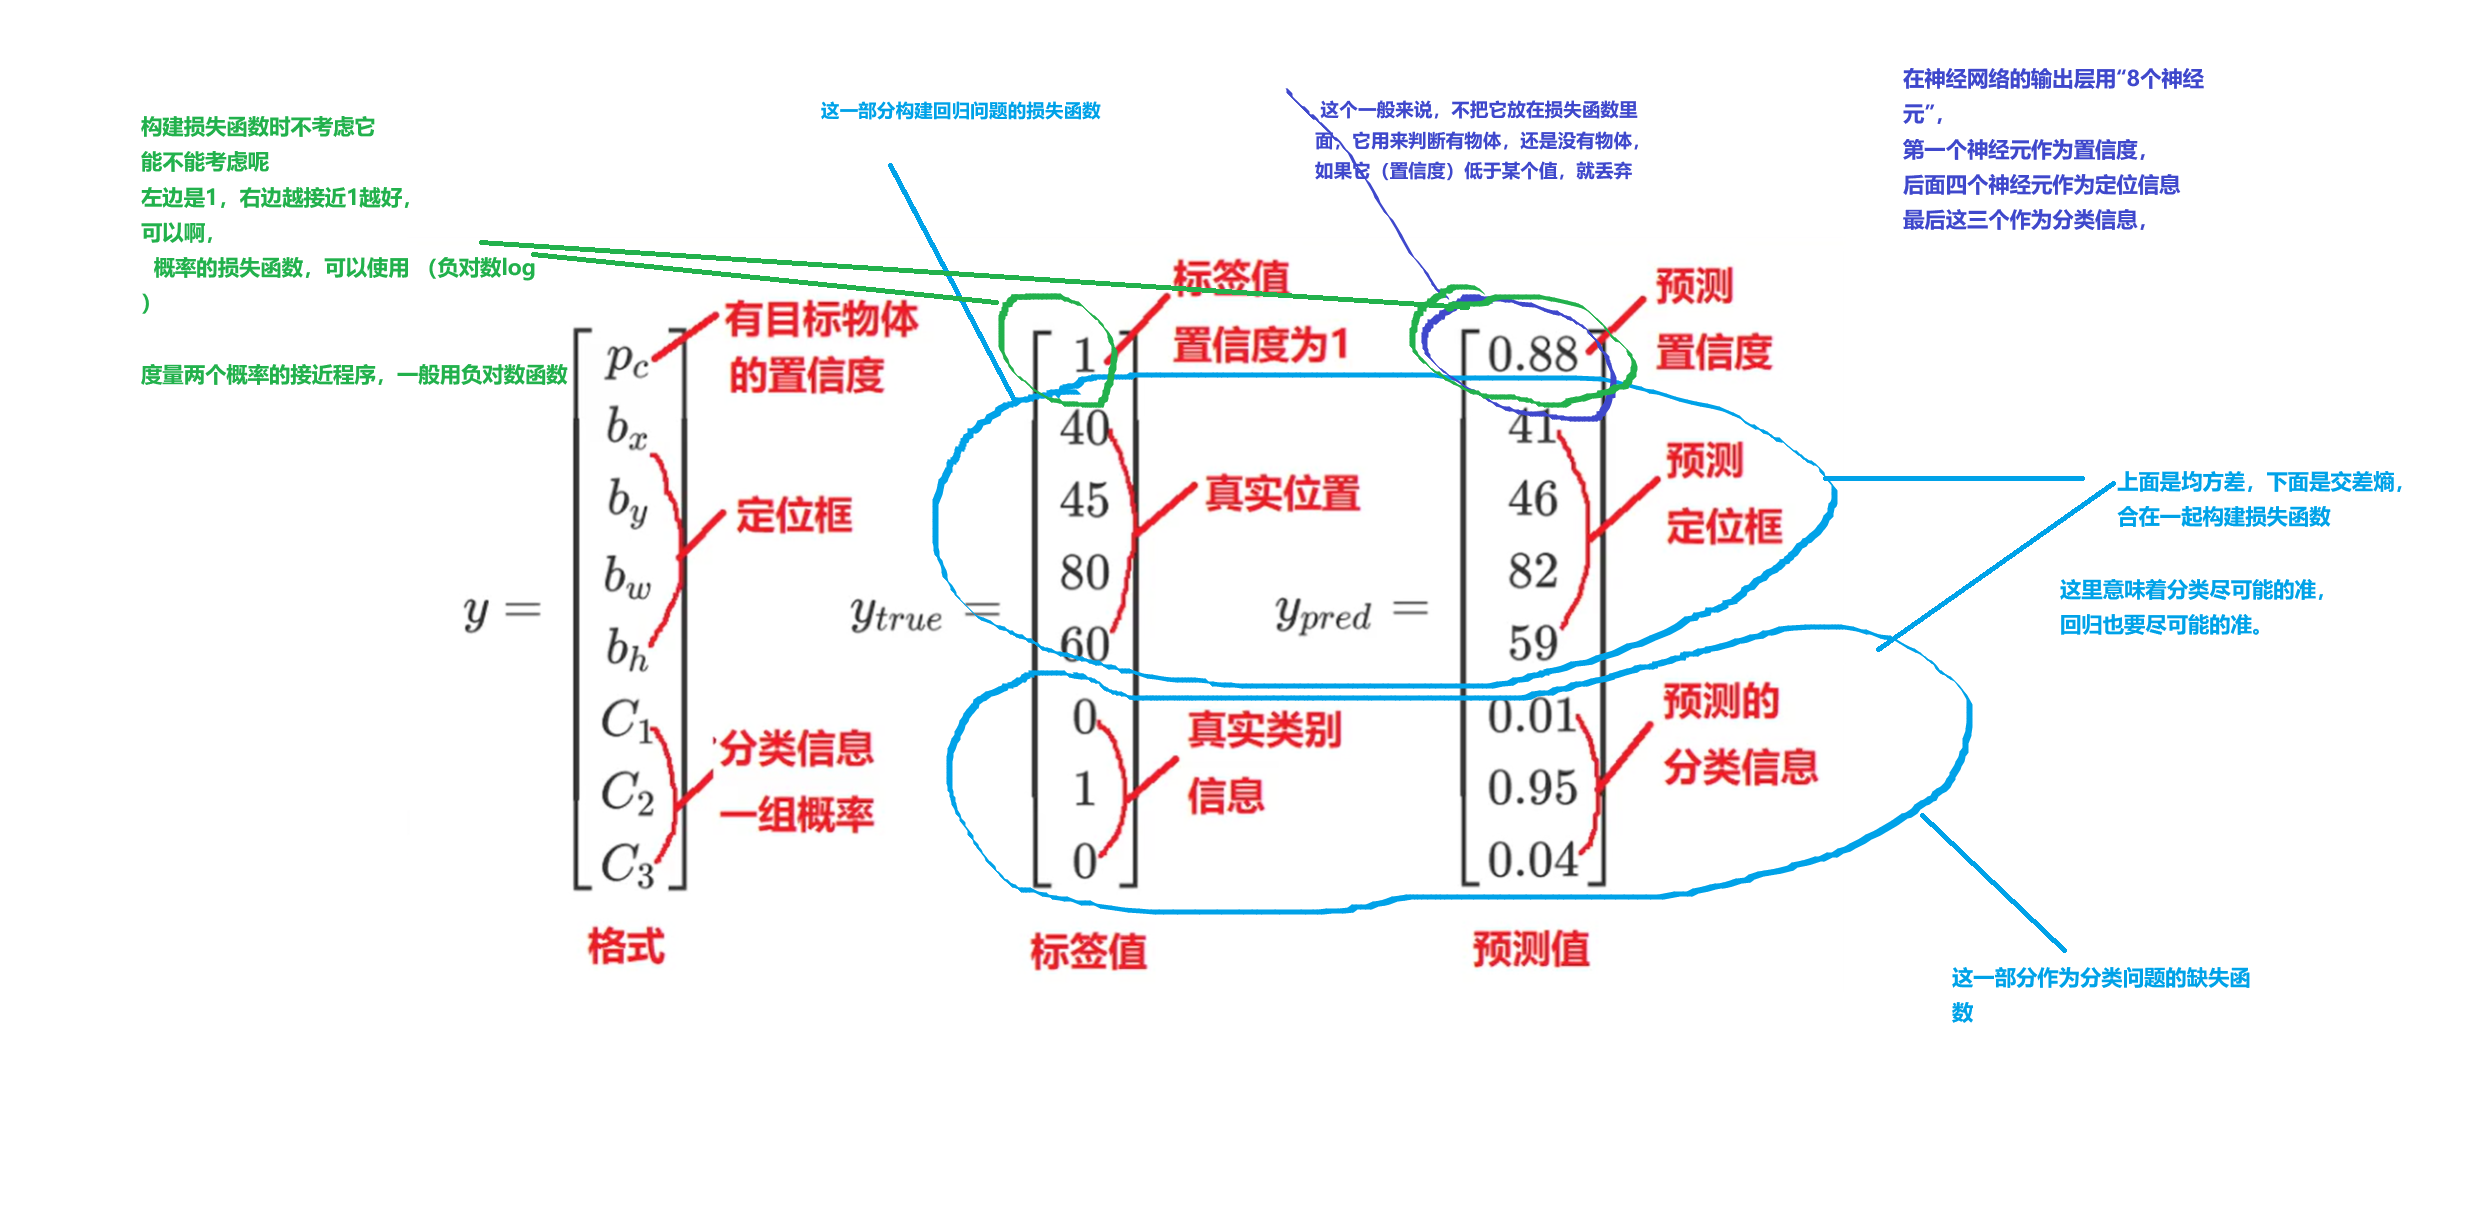 构建损失函数时不考虑它
能不能考虑呢
左边是1，右边越接近1越好，
可以啊，
概率的损失函数，可以使用 （负对数log
）
度量两个概率的接近程序，一般用负对数函数
这一部分构建回归问题的损失函数
这个一般来说，不把它放在损失函数里
面，它用来判断有物体，还是没有物体，
如果它（置信度）低于某个值，就丢弃
在神经网络的输出层用“8个神经
元”，
第一个神经元作为置信度，
后面四个神经元作为定位信息
最后这三个作为分类信息，
y =
p_c
b_x
b_y
b_w
b_h
C_1
C_2
C_3
有目标物体
的置信度
定位框
分类信息
一组概率
格式
y_true =
1
40
45
80
60
0
1
0
标签值
置信度为1
真实位置
真实类别
信息
标签值
y_pred =
0.88
41
46
82
59
0.01
0.95
0.04
预测
置信度
预测
定位框
预测的
分类信息
预测值
上面是均方差，下面是交差熵，
合在一起构建损失函数
这里意味着分类尽可能的准，
回归也要尽可能的准。
这一部分作为分类问题的缺失函
数